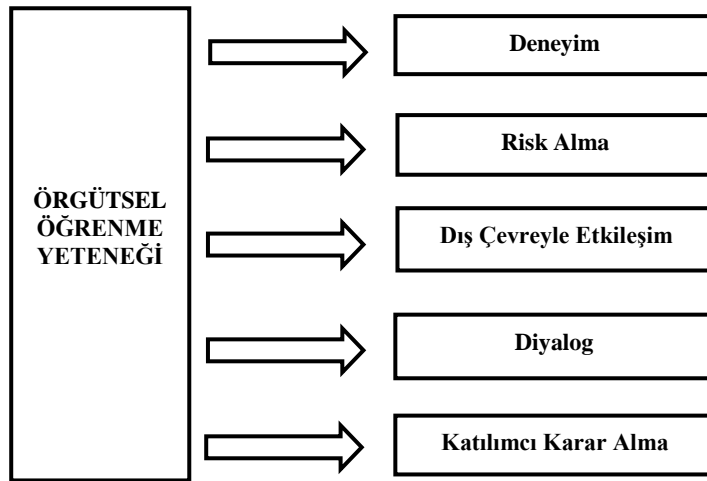 ÖRGÜTSEL
ÖĞRENME
YETENEĞİ
Deneyim
Risk Alma
Dış Çevreyle Etkileşim
Diyalog
Katılımcı Karar Alma